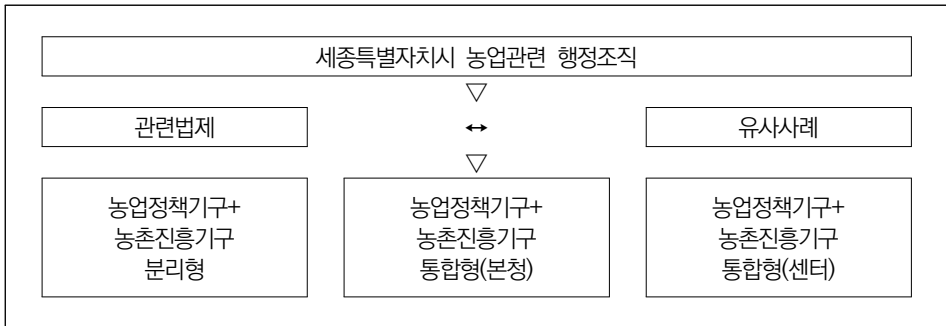 세종특별자치시 농업관련 행정조직
▽
관련법제 ↔ 유사사례
▽
농업정책기구+
농촌진흥기구
분리형
농업정책기구+
농촌진흥기구
통합형(본청)
농업정책기구+
농촌진흥기구
통합형(센터)